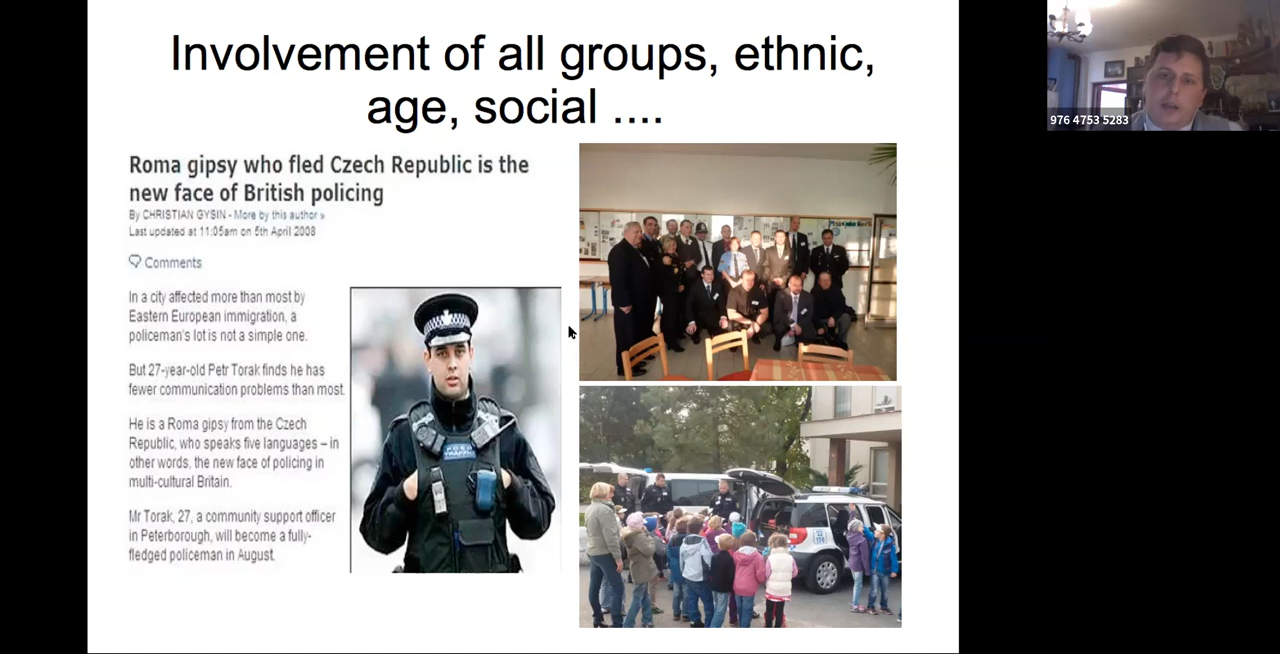 Involvement of all groups, ethnic,
age, social ....
Roma gipsy who fled Czech Republic is the
new face of British policing
By CHRISTIAN GYSIN - More by this author »
Last updated at 11:05am on 5th April 2008
Comments
In a city affected more than most by
Eastern European immigration, a
policeman's lot is not a simple one.
But 27-year-old Petr Torak finds he has
fewer communication problems than most.
He is a Roma gipsy from the Czech
Republic, who speaks five languages – in
other words, the new face of policing in
multi-cultural Britain.
Mr Torak, 27, a community support officer
in Peterborough, will become a fully-
fledged policeman in August.
976 4753 5283